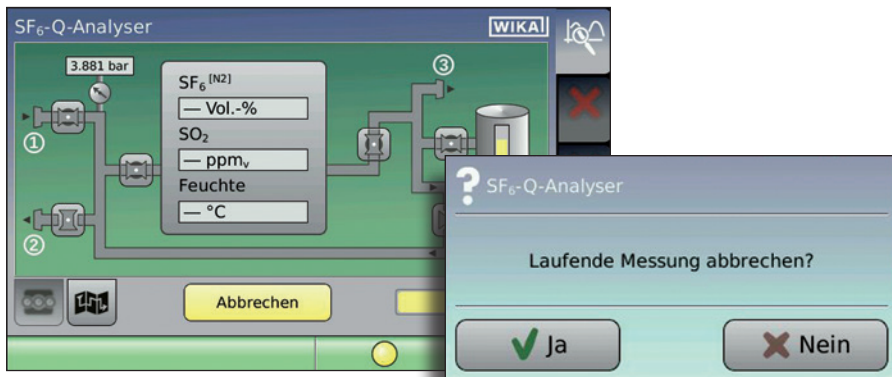 SF₆-Q-Analyser
WIKA
3.881 bar
③
SF₆ [N2]
— Vol.-%
①
SO₂
— ppmᵥ
Feuchte
— °C
②
Abbrechen
? SF₆-Q-Analyser
Laufende Messung abbrechen?
Ja
Nein